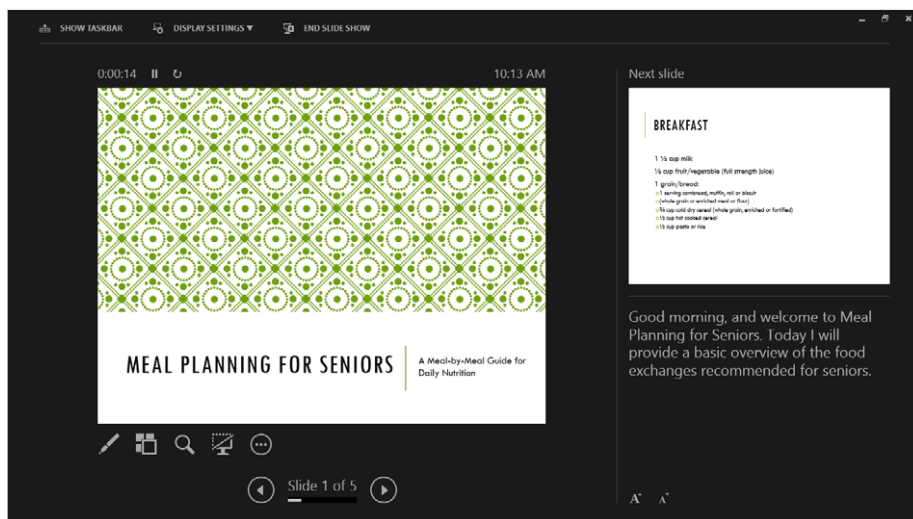 SHOW TASKBAR
DISPLAY SETTINGS ▼
END SLIDE SHOW
0:00:14
10:13 AM
MEAL PLANNING FOR SENIORS
A Meal-by-Meal Guide for
Daily Nutrition
Slide 1 of 5
Next slide
BREAKFAST
1 ½ cup milk
½ cup fruit/vegetable (full strength juice)
1 grain/bread:
1 serving cornbread, muffin, roll or biscuit
(whole grain or enriched meal or flour)
¾ cup cold dry cereal (whole grain, enriched or fortified)
½ cup hot cooked cereal
½ cup pasta or rice
Good morning, and welcome to Meal
Planning for Seniors. Today I will
provide a basic overview of the food
exchanges recommended for seniors.
A A